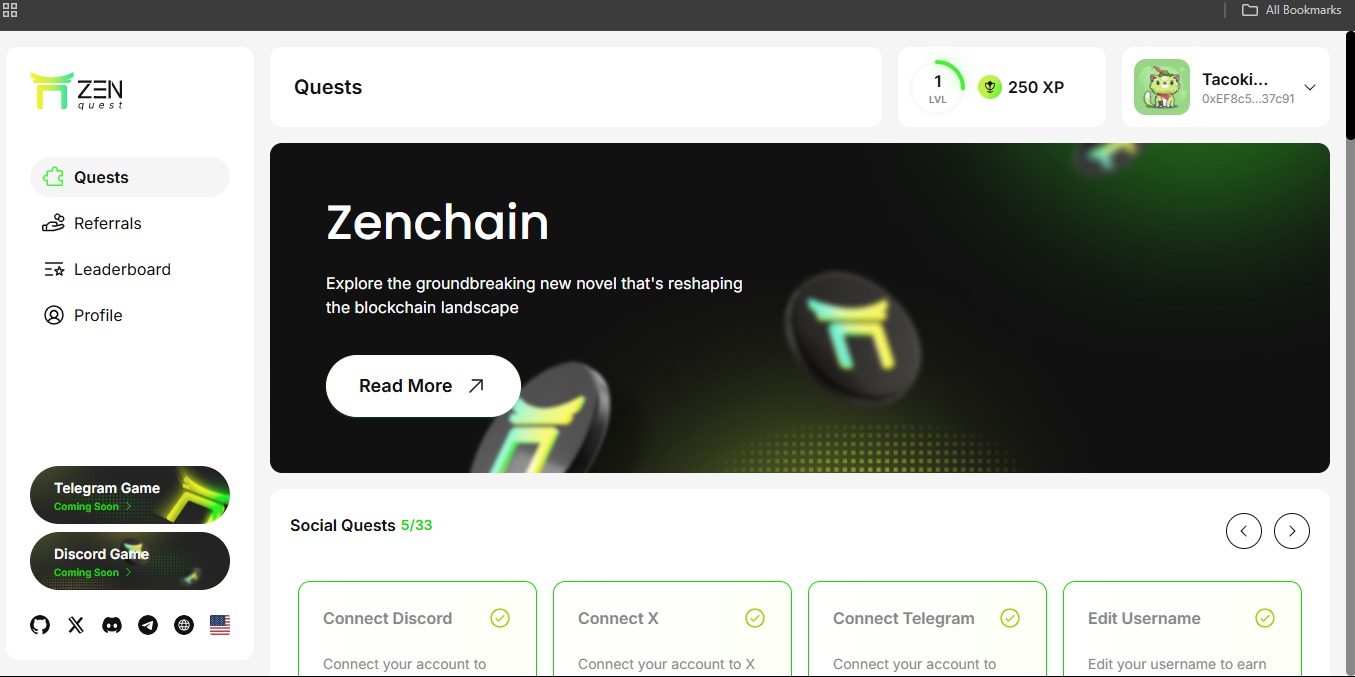 All Bookmarks
ZEN
quest
Quests
Referrals
Leaderboard
Profile
Telegram Game
Coming Soon
Discord Game
Coming Soon
Quests
1
LVL
250 XP
Tacoki...
0xEF8c5...37c91
Zenchain
Explore the groundbreaking new novel that's reshaping
the blockchain landscape
Read More
Social Quests 5/33
Connect Discord
Connect your account to
Connect X
Connect your account to X
Connect Telegram
Connect your account to
Edit Username
Edit your username to earn